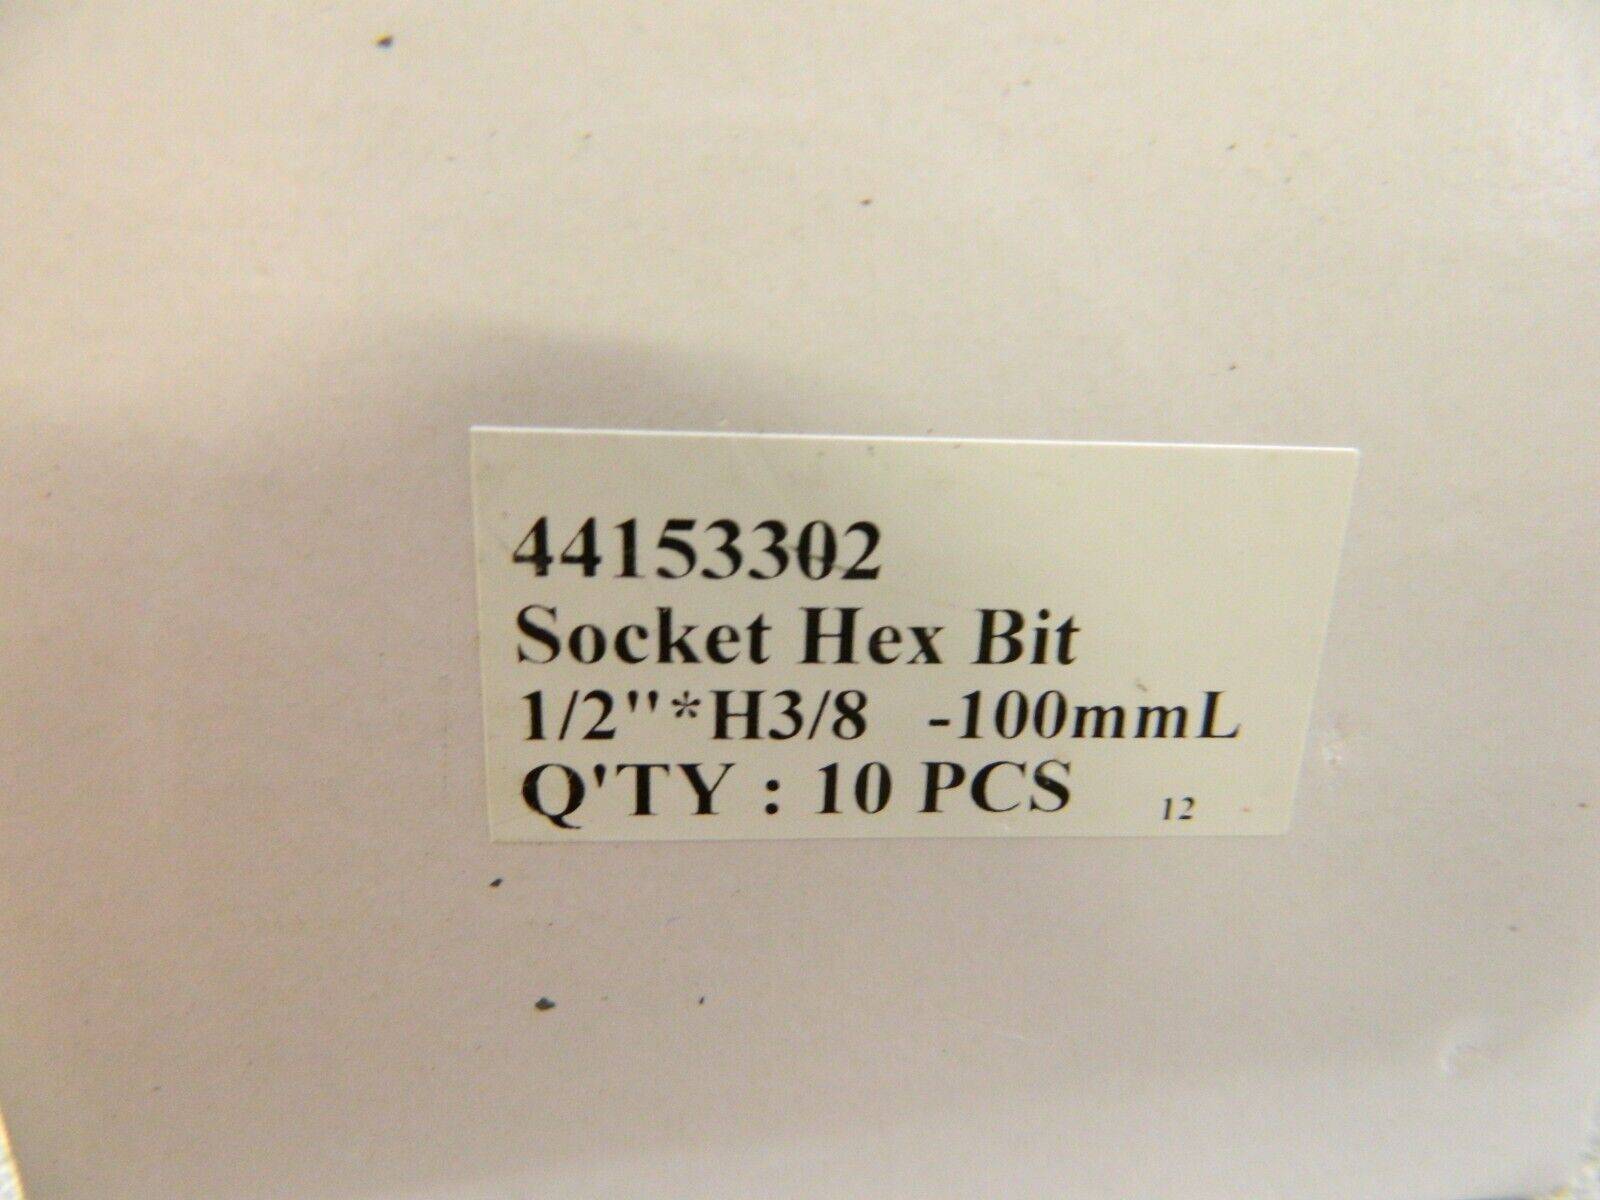 44153302
Socket Hex Bit
1/2"*H3/8 -100mmL
Q'TY : 10 PCS 12